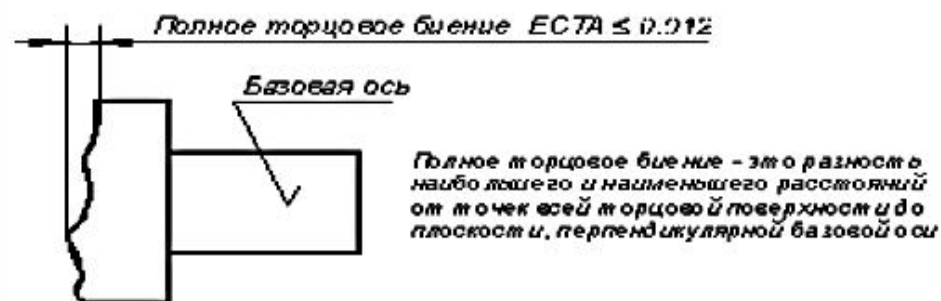 Полное торцовое биение ЕСТА ≤ 0.012
Базовая ось
Полное торцовое биение - это разность
наибольшего и наименьшего расстояний
от точек всей торцовой поверхности до
плоскости, перпендикулярной базовой оси